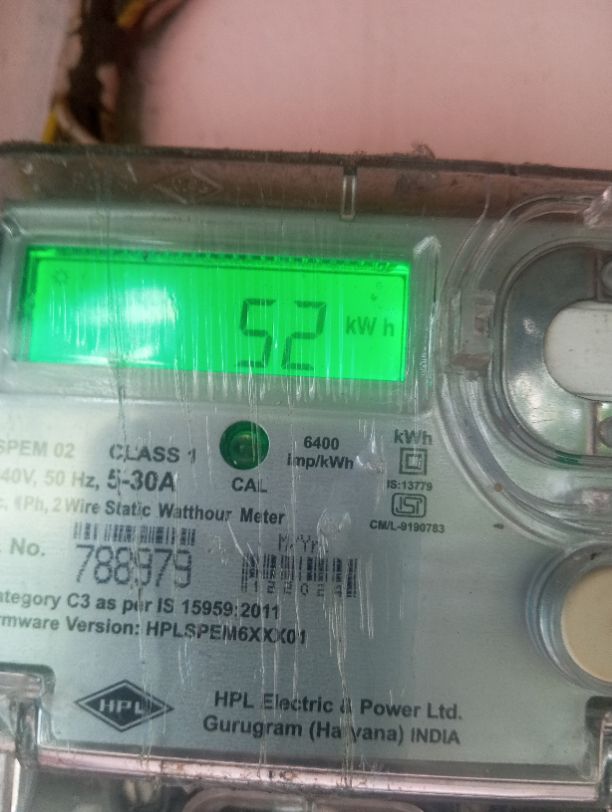 52 kWh
SPEM 02 CLASS 1
6400 imp/kWh
kWh
40V, 50 Hz, 5-30A
CAL
IS:13779
ISI
CM/L-9190783
2 Wire Static Watthour Meter
No. 788979
ategory C3 as per IS 15959:2011
rmware Version: HPLSPEM6XXX01
HPL
HPL Electric & Power Ltd.
Gurugram (Haryana) INDIA